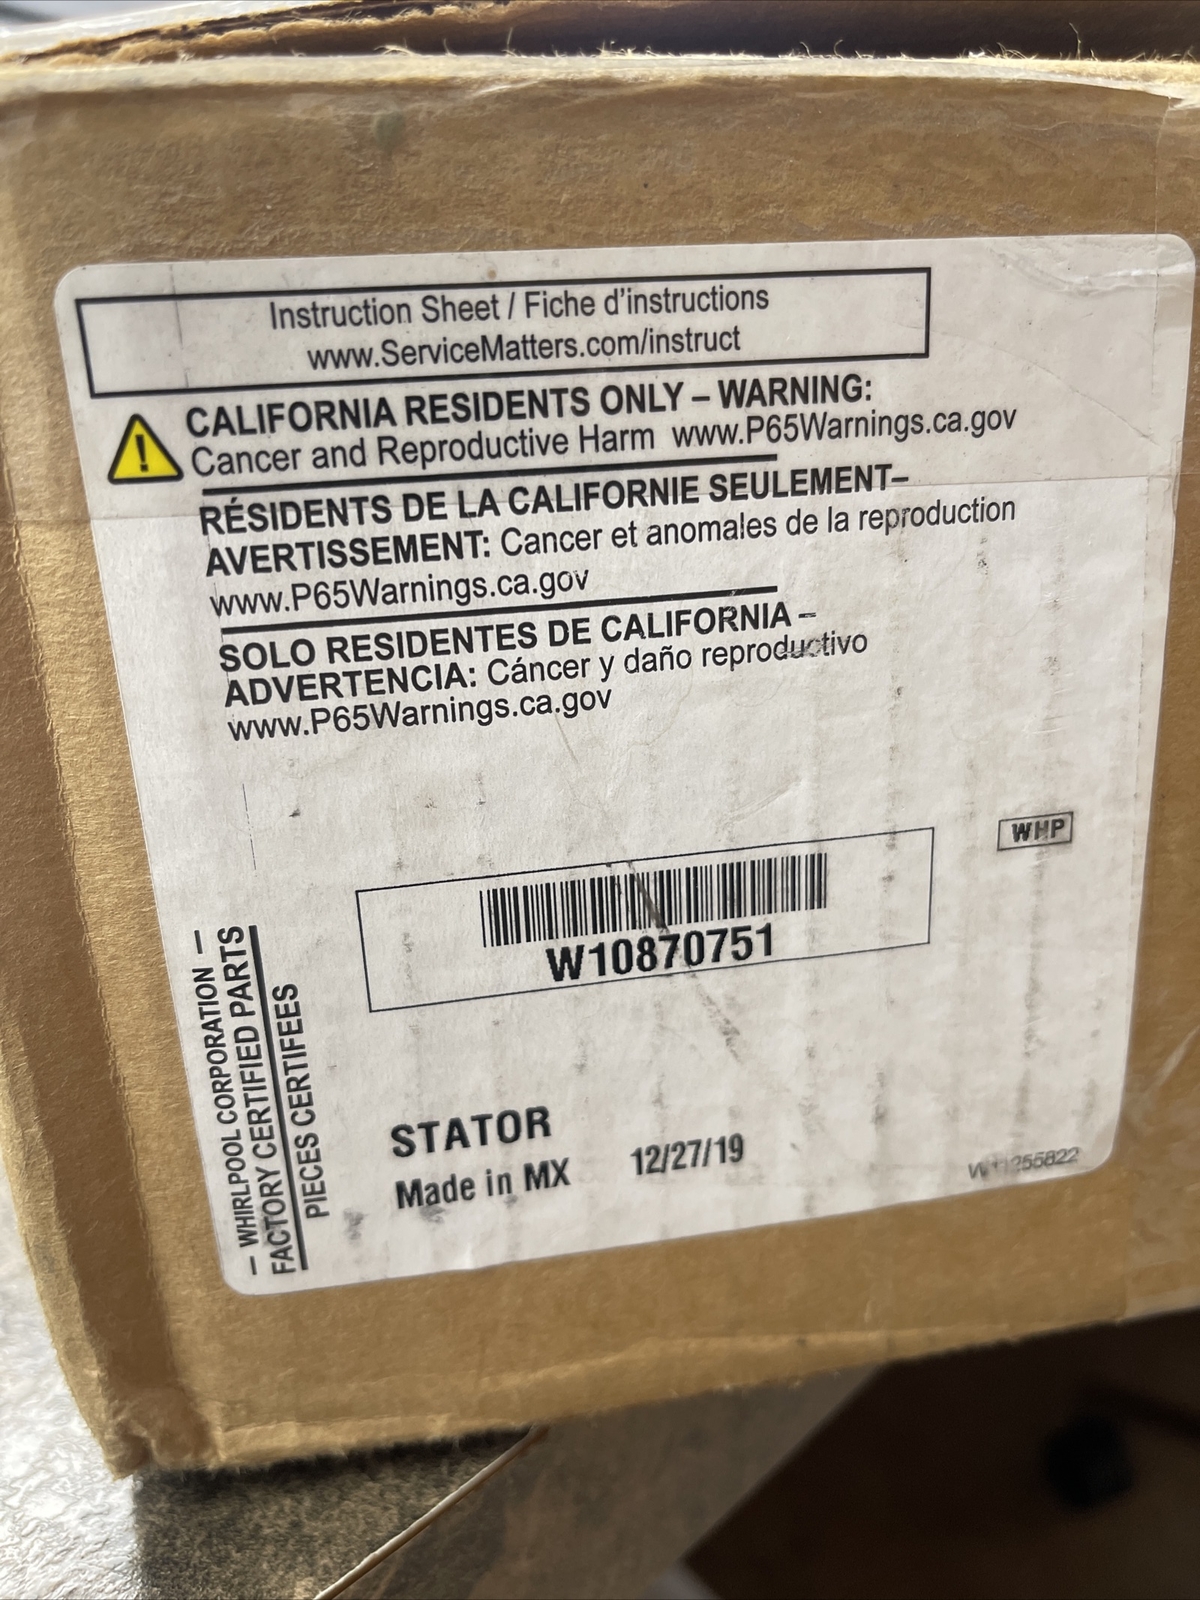 Instruction Sheet / Fiche d'instructions
www.ServiceMatters.com/instruct
CALIFORNIA RESIDENTS ONLY – WARNING:
Cancer and Reproductive Harm www.P65Warnings.ca.gov
RÉSIDENTS DE LA CALIFORNIE SEULEMENT–
AVERTISSEMENT: Cancer et anomales de la reproduction
www.P65Warnings.ca.gov
SOLO RESIDENTES DE CALIFORNIA –
ADVERTENCIA: Cáncer y daño reproductivo
www.P65Warnings.ca.gov
WHP
W10870751
– WHIRLPOOL CORPORATION –
FACTORY CERTIFIED PARTS
PIECES CERTIFEES
STATOR
Made in MX 12/27/19
W11255822